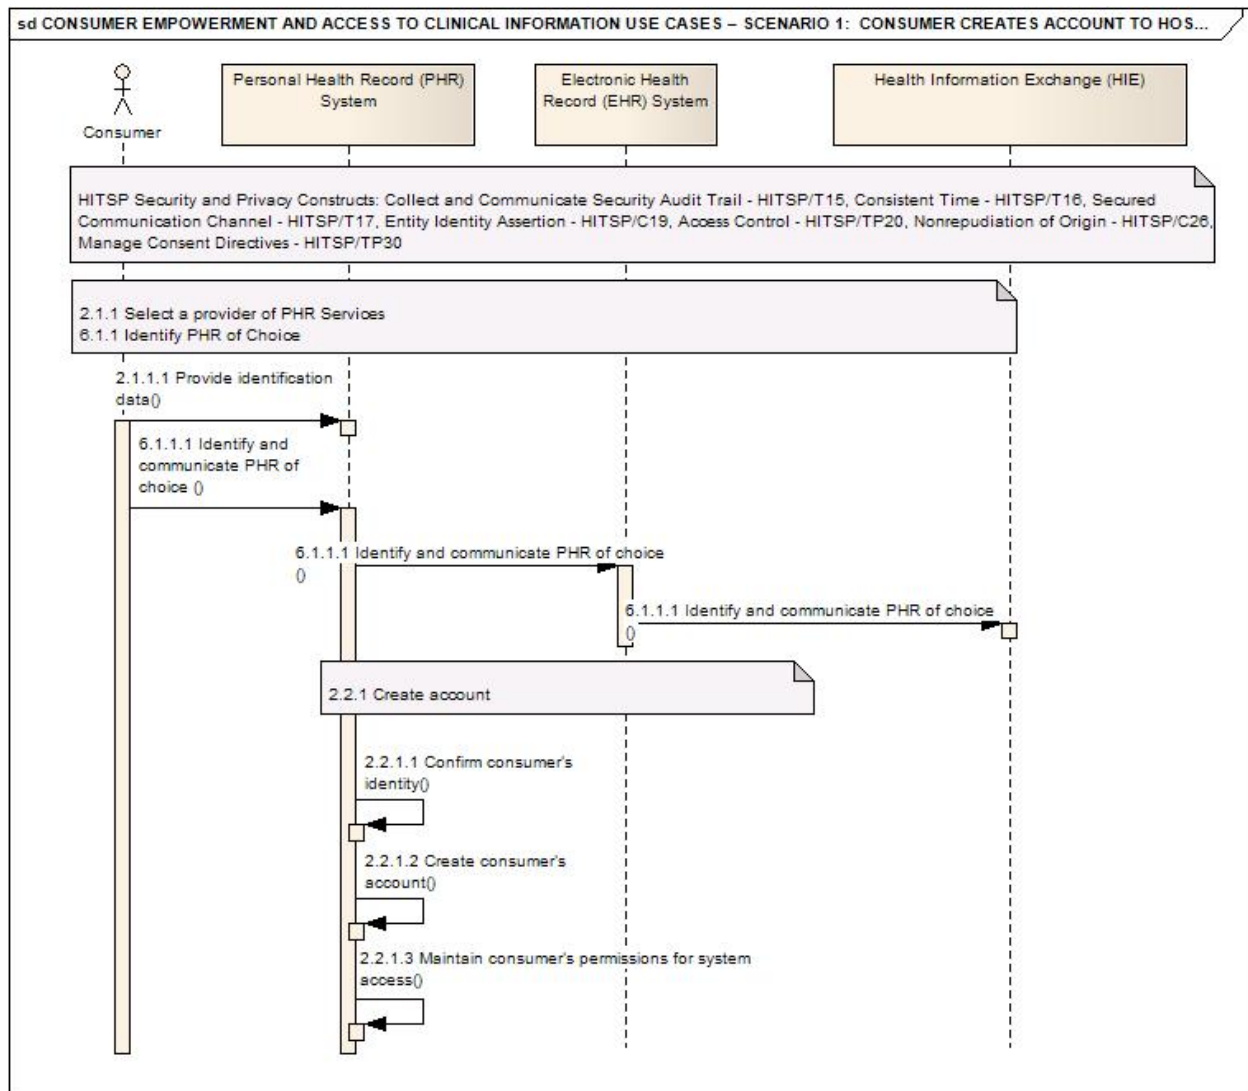 sd CONSUMER EMPOWERMENT AND ACCESS TO CLINICAL INFORMATION USE CASES – SCENARIO 1: CONSUMER CREATES ACCOUNT TO HOS...
Consumer
Personal Health Record (PHR)
System
Electronic Health
Record (EHR) System
Health Information Exchange (HIE)
HITSP Security and Privacy Constructs: Collect and Communicate Security Audit Trail - HITSP/T15, Consistent Time - HITSP/T16, Secured
Communication Channel - HITSP/T17, Entity Identity Assertion - HITSP/C19, Access Control - HITSP/TP20, Nonrepudiation of Origin - HITSP/C26,
Manage Consent Directives - HITSP/TP30
2.1.1 Select a provider of PHR Services
6.1.1 Identify PHR of Choice
2.1.1.1 Provide identification
data()
6.1.1.1 Identify and
communicate PHR of
choice ()
6.1.1.1 Identify and communicate PHR of choice
()
6.1.1.1 Identify and communicate PHR of choice
()
2.2.1 Create account
2.2.1.1 Confirm consumer's
identity()
2.2.1.2 Create consumer's
account()
2.2.1.3 Maintain consumer's permissions for system
access()